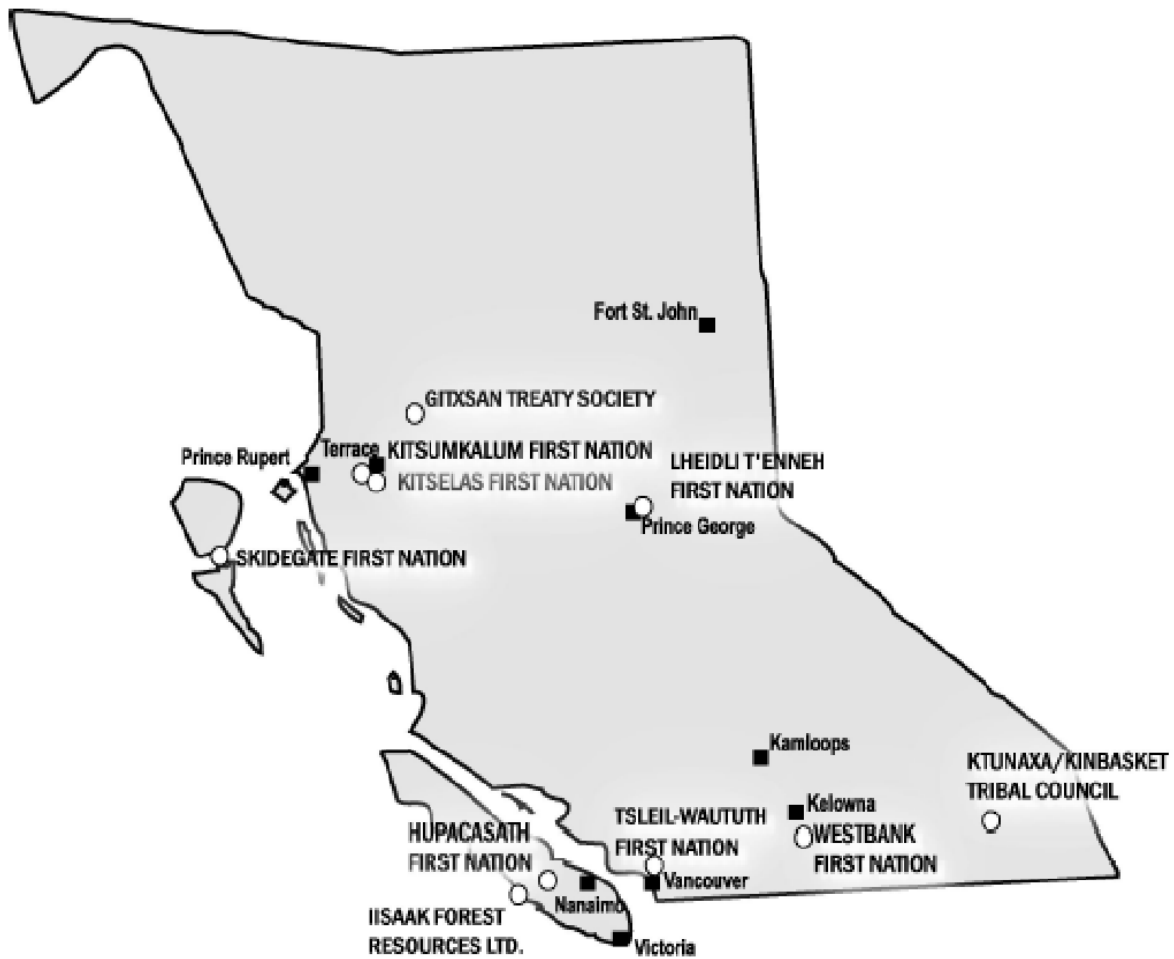 Fort St. John
GITXSAN TREATY SOCIETY
Prince Rupert
Terrace
KITSUMKALUM FIRST NATION
KITSELAS FIRST NATION
LHEIDLI T'ENNEH
FIRST NATION
Prince George
SKIDEGATE FIRST NATION
Kamloops
KTUNAXA/KINBASKET
TRIBAL COUNCIL
Kelowna
WESTBANK
FIRST NATION
TSLEIL-WAUTUTH
FIRST NATION
Vancouver
HUPACASATH
FIRST NATION
Nanaimo
IISAAK FOREST
RESOURCES LTD.
Victoria